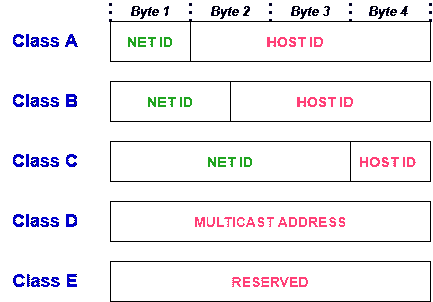 Byte 1 Byte 2 Byte 3 Byte 4
Class A NET ID HOST ID
Class B NET ID HOST ID
Class C NET ID HOST ID
Class D MULTICAST ADDRESS
Class E RESERVED